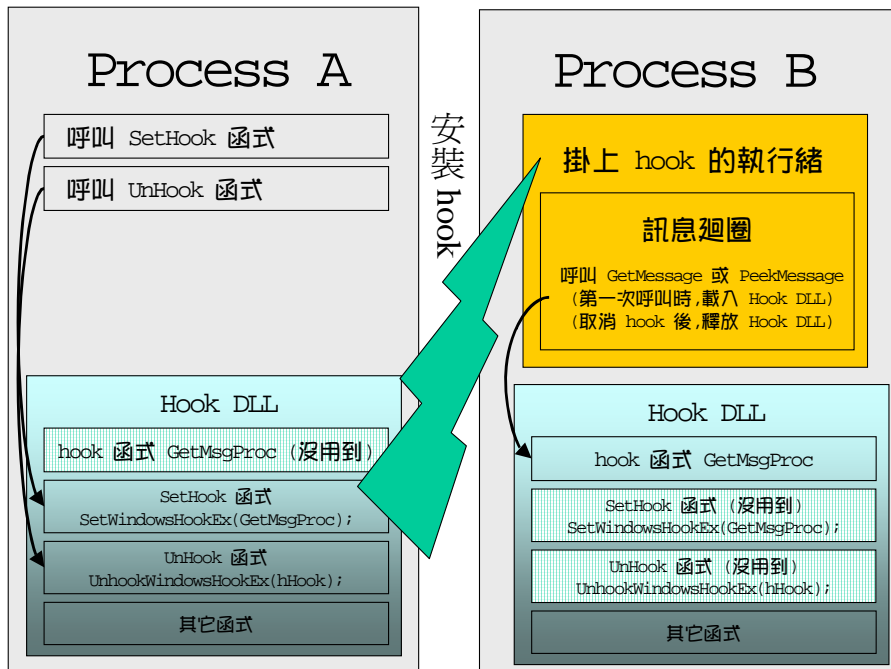 Process A
呼叫 SetHook 函式
呼叫 UnHook 函式
Hook DLL
hook 函式 GetMsgProc (沒用到)
SetHook 函式
SetWindowsHookEx(GetMsgProc);
UnHook 函式
UnhookWindowsHookEx(hHook);
其它函式
安裝 hook
Process B
掛上 hook 的執行緒
訊息廻圈
呼叫 GetMessage 或 PeekMessage
(第一次呼叫時,載入 Hook DLL)
(取消 hook 後,釋放 Hook DLL)
Hook DLL
hook 函式 GetMsgProc
SetHook 函式 (沒用到)
SetWindowsHookEx(GetMsgProc);
UnHook 函式 (沒用到)
UnhookWindowsHookEx(hHook);
其它函式